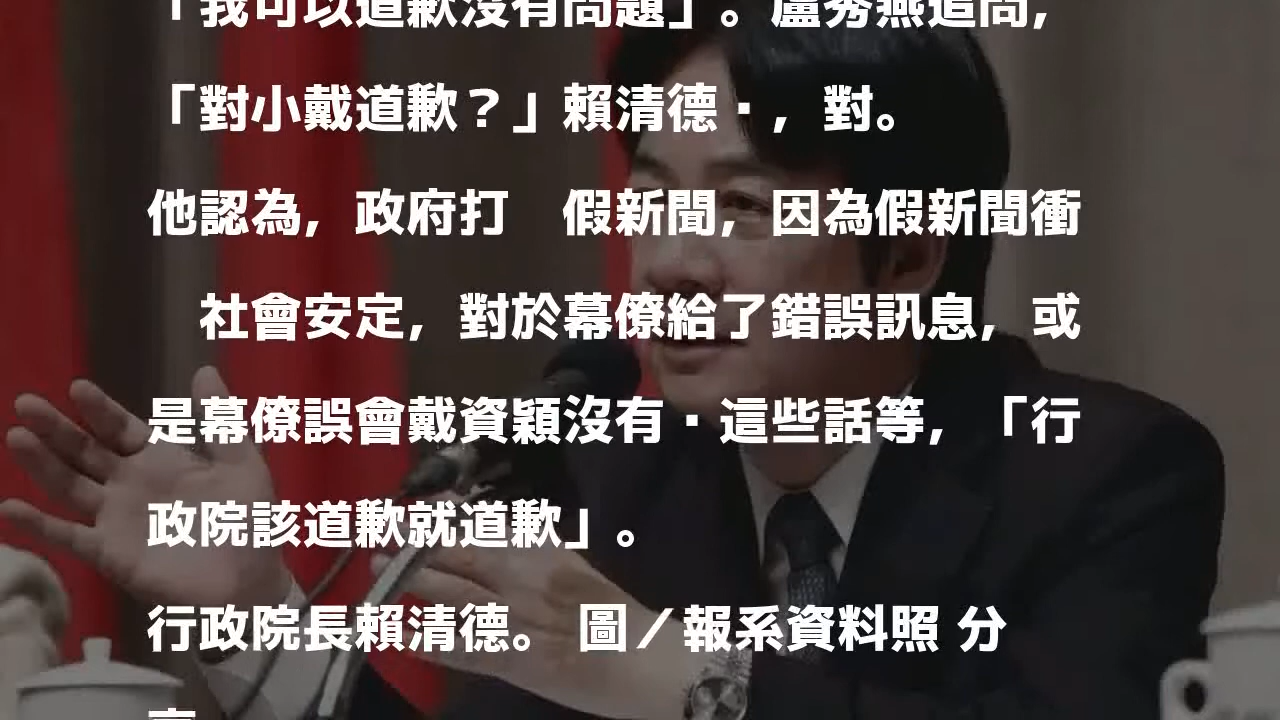 「我可以道歉沒有問題」。盧秀燕追問，
「對小戴道歉？」賴清德▪，對。
他認為，政府打　假新聞，因為假新聞衝
　社會安定，對於幕僚給了錯誤訊息，或
是幕僚誤會戴資穎沒有▪這些話等，「行
政院該道歉就道歉」。
行政院長賴清德。 圖／報系資料照 分